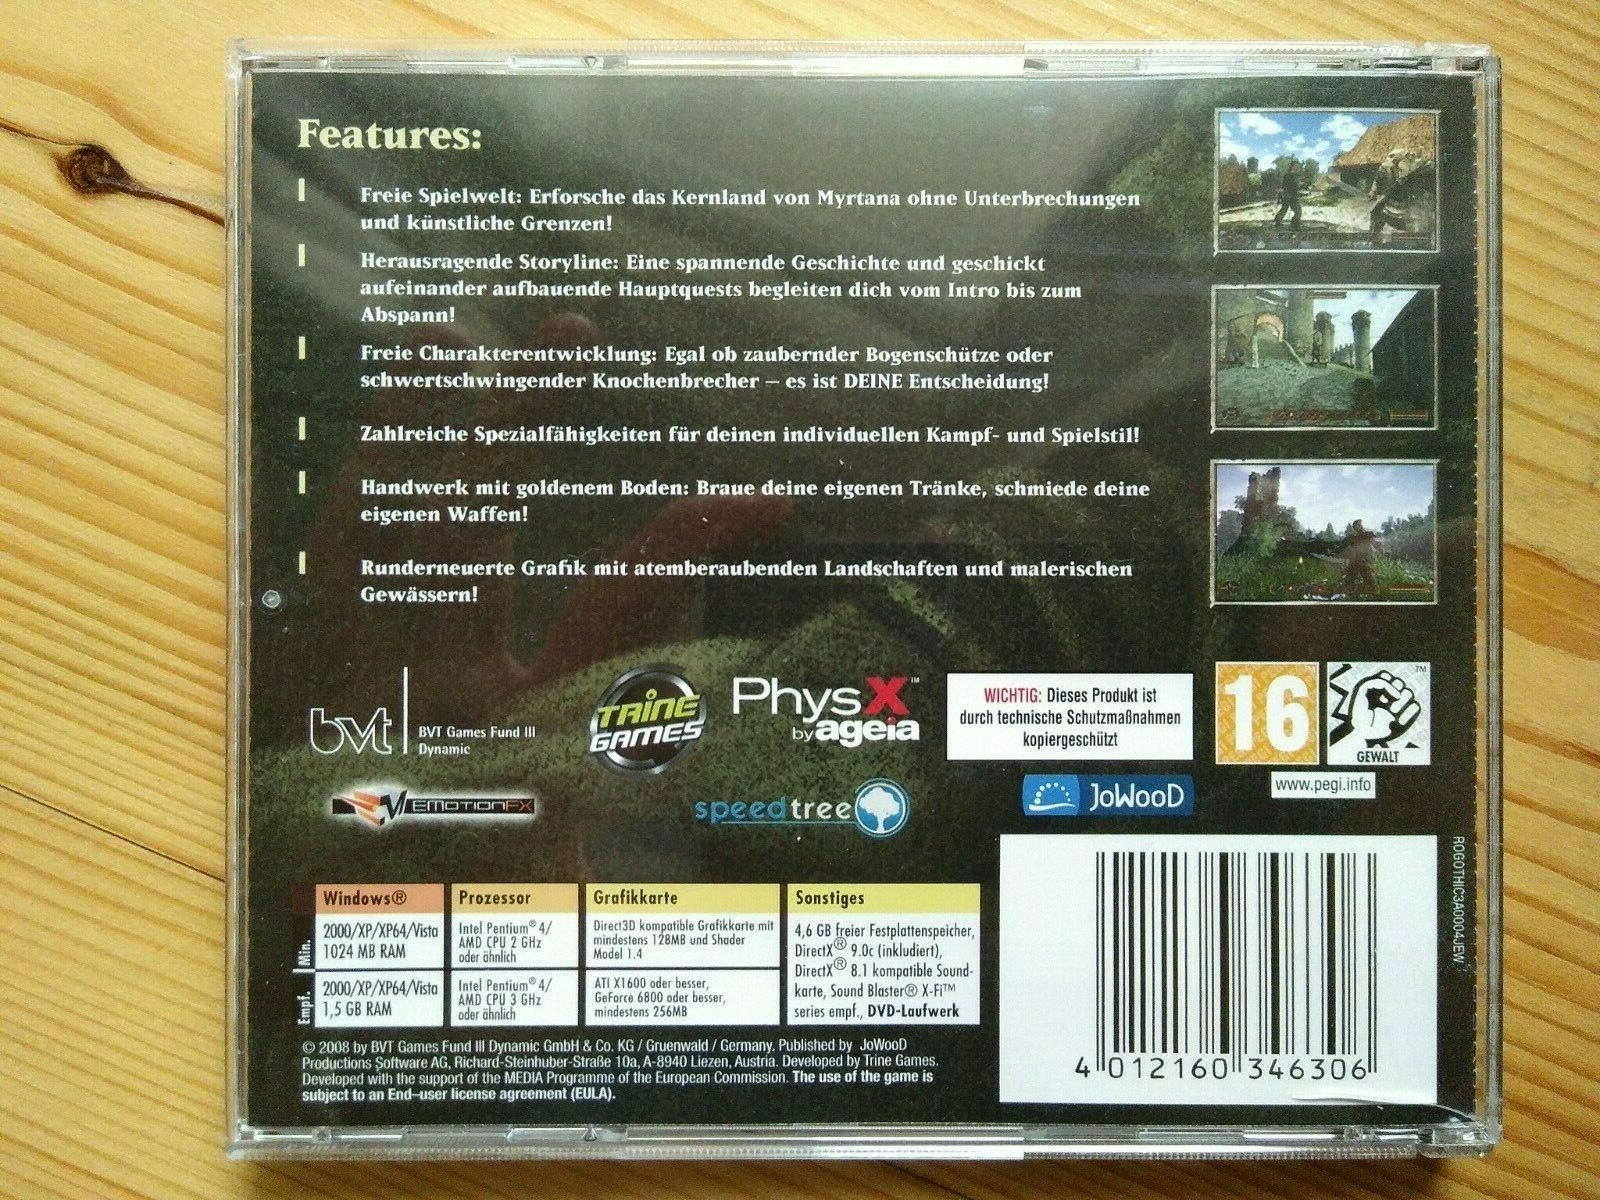 Features:
Freie Spielwelt: Erforsche das Kernland von Myrtana ohne Unterbrechungen
und künstliche Grenzen!
Herausragende Storyline: Eine spannende Geschichte und geschickt
aufeinander aufbauende Hauptquests begleiten dich vom Intro bis zum
Abspann!
Freie Charakterentwicklung: Egal ob zaubernder Bogenschütze oder
schwertschwingender Knochenbrecher – es ist DEINE Entscheidung!
Zahlreiche Spezialfähigkeiten für deinen individuellen Kampf- und Spielstil!
Handwerk mit goldenem Boden: Braue deine eigenen Tränke, schmiede deine
eigenen Waffen!
Runderneuerte Grafik mit atemberaubenden Landschaften und malerischen
Gewässern!
bvt
BVT Games Fund III
Dynamic
TRINE
GAMES
PhysX™
by ageia
WICHTIG: Dieses Produkt ist
durch technische Schutzmaßnahmen
kopiergeschützt
16
™
GEWALT
www.pegi.info
EMOTIONFX
speedtree
JoWooD
Windows®
Prozessor
Grafikkarte
Sonstiges
Min.
2000/XP/XP64/Vista
1024 MB RAM
Intel Pentium® 4/
AMD CPU 2 GHz
oder ähnlich
Direct3D kompatible Grafikkarte mit
mindestens 128MB und Shader
Model 1.4
4,6 GB freier Festplattenspeicher,
DirectX® 9.0c (inkludiert),
DirectX® 8.1 kompatible Sound-
karte, Sound Blaster® X-Fi™
series empf., DVD-Laufwerk
Empf.
2000/XP/XP64/Vista
1,5 GB RAM
Intel Pentium® 4/
AMD CPU 3 GHz
oder ähnlich
ATI X1600 oder besser,
GeForce 6800 oder besser,
mindestens 256MB
© 2008 by BVT Games Fund III Dynamic GmbH & Co. KG / Gruenwald / Germany. Published by JoWooD
Productions Software AG, Richard-Steinhuber-Straße 10a, A-8940 Liezen, Austria. Developed by Trine Games.
Developed with the support of the MEDIA Programme of the European Commission. The use of the game is
subject to an End–user license agreement (EULA).
4 012160 346306
ROGOTHIC3A0004JEW